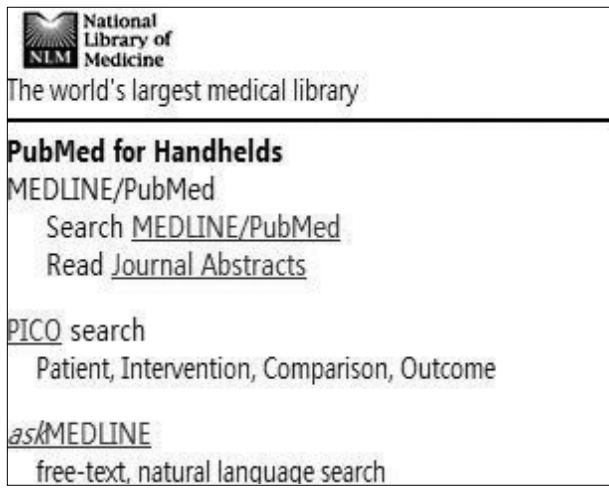 NLM
National
Library of
Medicine
The world's largest medical library
PubMed for Handhelds
MEDLINE/PubMed
Search MEDLINE/PubMed
Read Journal Abstracts
PICO search
Patient, Intervention, Comparison, Outcome
askMEDLINE
free-text, natural language search